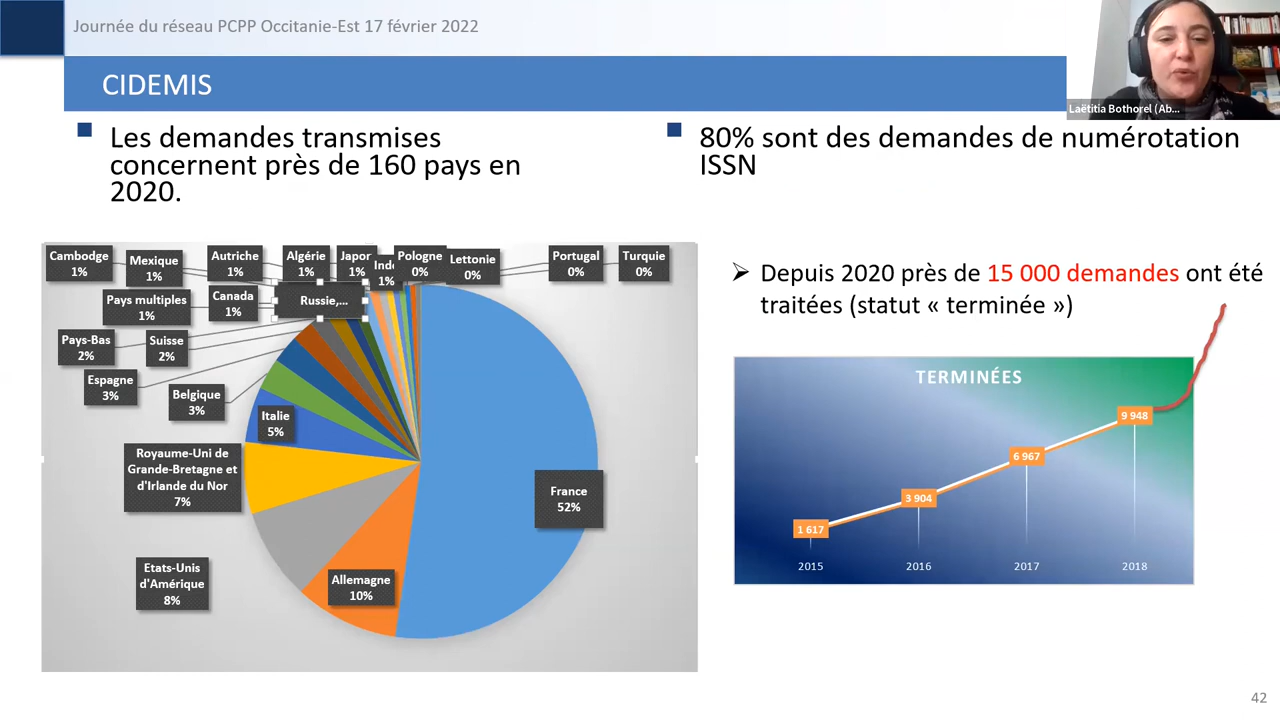 Journée du réseau PCPP Occitanie-Est 17 février 2022
CIDEMIS
Laëtitia Bothorel (Ab...
Les demandes transmises
concernent près de 160 pays en
2020.
80% sont des demandes de numérotation
ISSN
Cambodge
1%
Mexique
1%
Autriche
1%
Algérie
1%
Japon
1%
1%
Pologne
0%
Lettonie
0%
Portugal
0%
Turquie
0%
Pays multiples
1%
Canada
1%
Russie,...
Pays-Bas
2%
Suisse
2%
Espagne
3%
Belgique
3%
Italie
5%
Royaume-Uni de
Grande-Bretagne et
d'Irlande du Nor
7%
France
52%
Etats-Unis
d'Amérique
8%
Allemagne
10%
Depuis 2020 près de 15 000 demandes ont été
traitées (statut « terminée »)
TERMINÉES
1 617
3 904
6 967
9 948
2015
2016
2017
2018
42